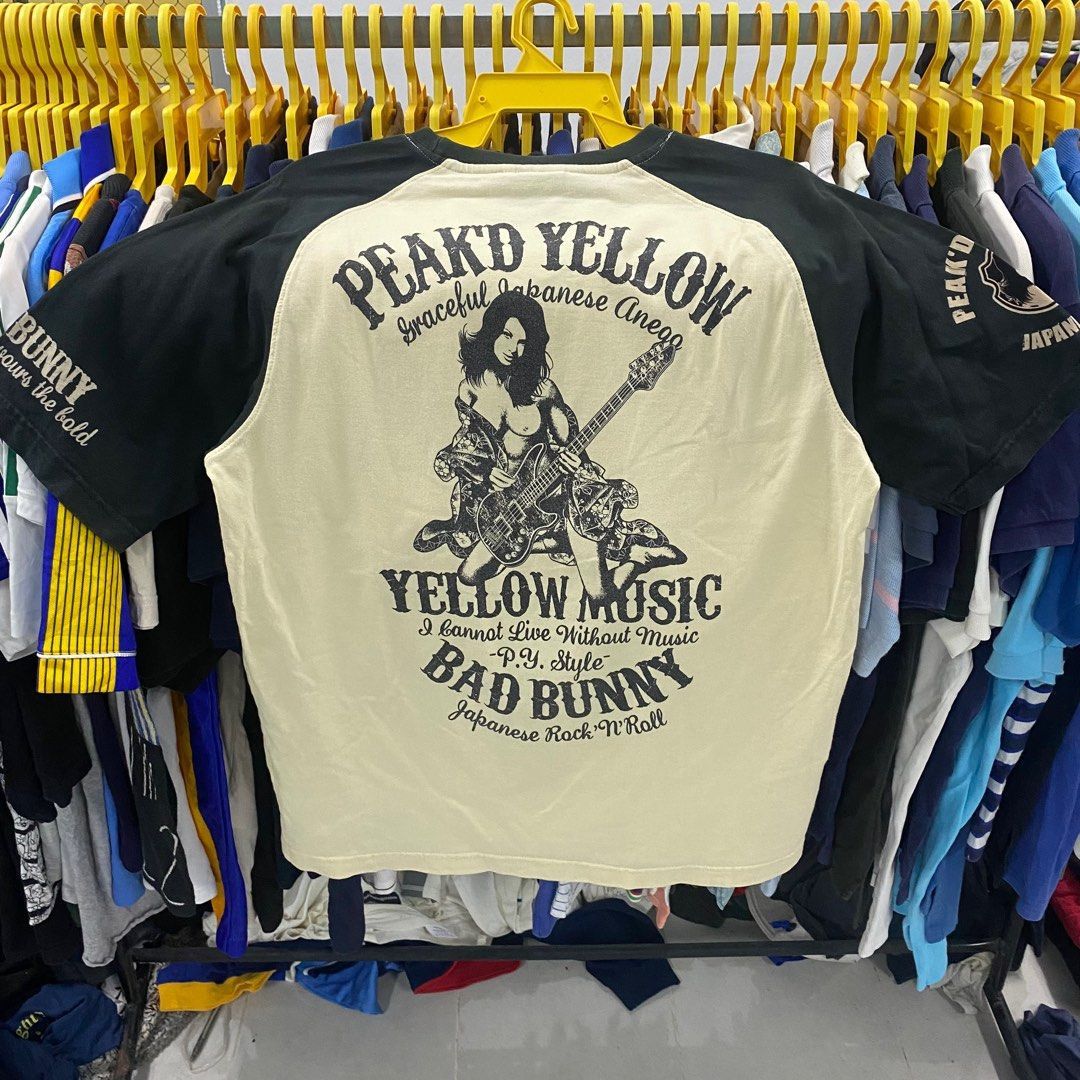 PEAK'D YELLOW
Graceful Japanese Anego
YELLOW MUSIC
I Cannot Live Without Music
-P.Y. Style-
BAD BUNNY
Japanese Rock'N'Roll
BUNNY
the bold
PEAK'D
JAPAN